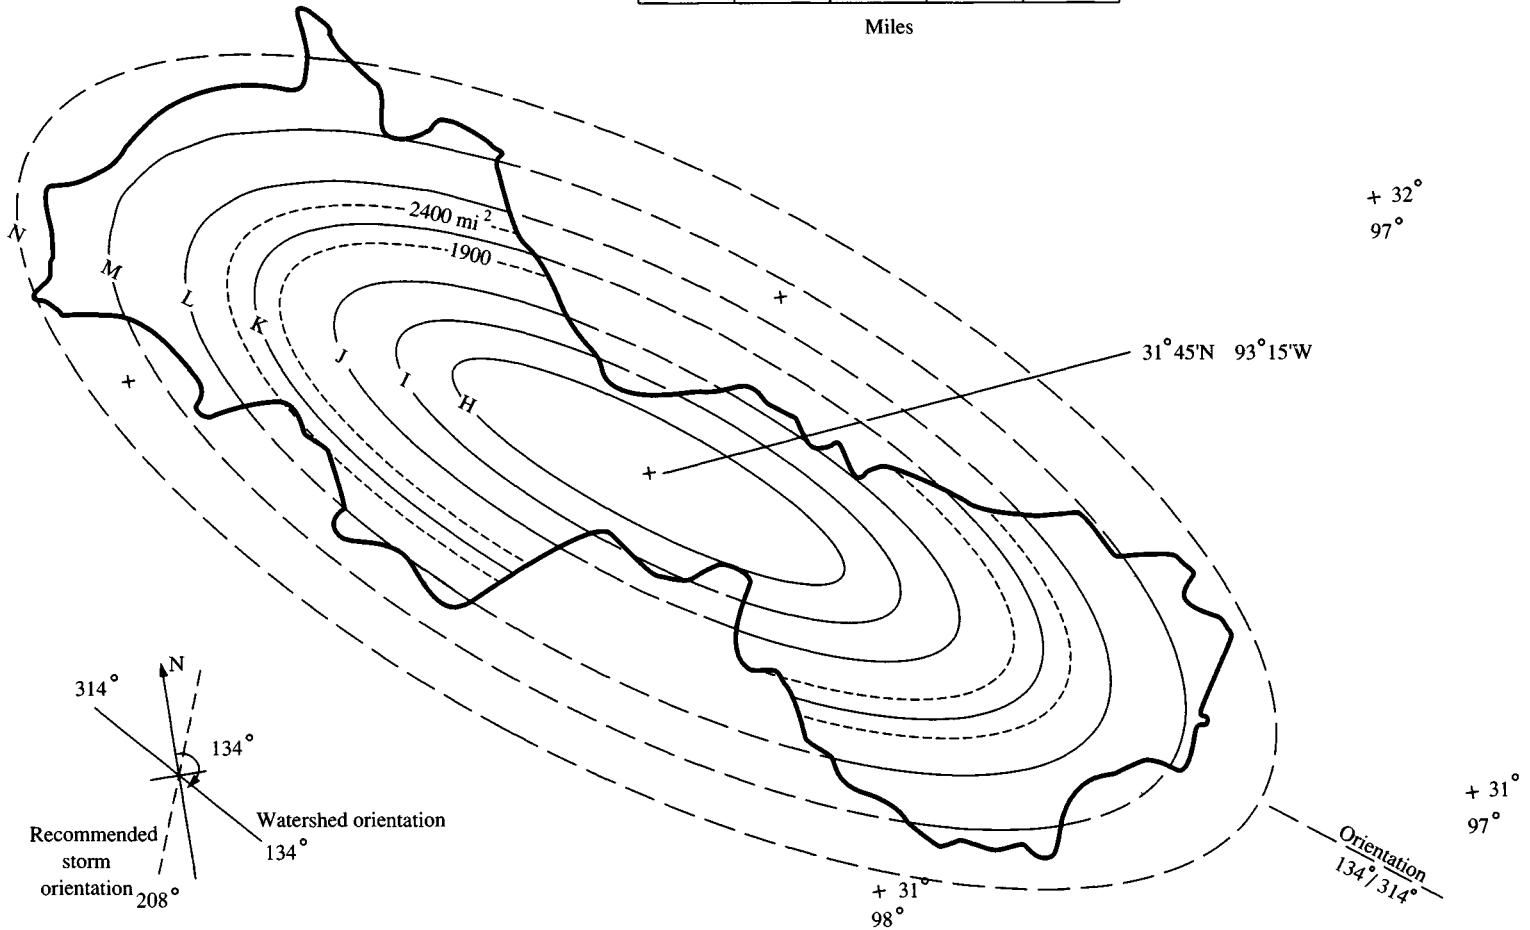 Miles
+ 32°
97°
2400 mi²
1900
N
M
L
K
J
I
H
31°45'N 93°15'W
N
314°
134°
Watershed orientation
134°
Recommended
storm
orientation
208°
+ 31°
97°
Orientation
134°/314°
+ 31°
98°